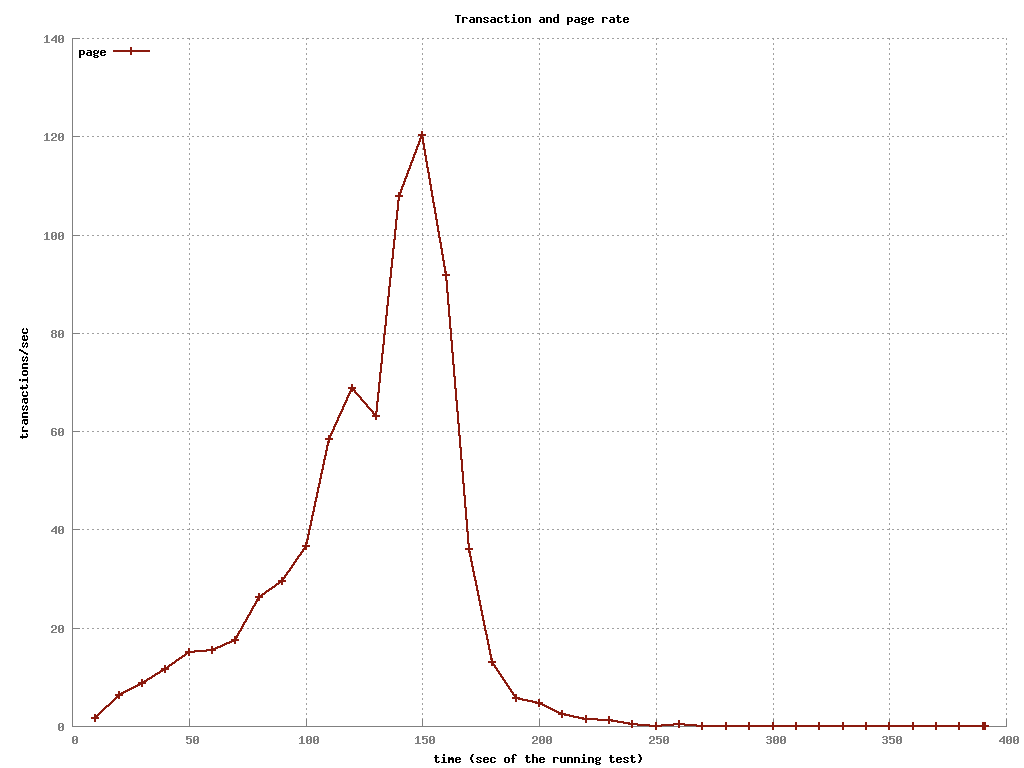 Transaction and page rate
140
page
120
100
80
60
40
20
0
transactions/sec
0 50 100 150 200 250 300 350 400
time (sec of the running test)